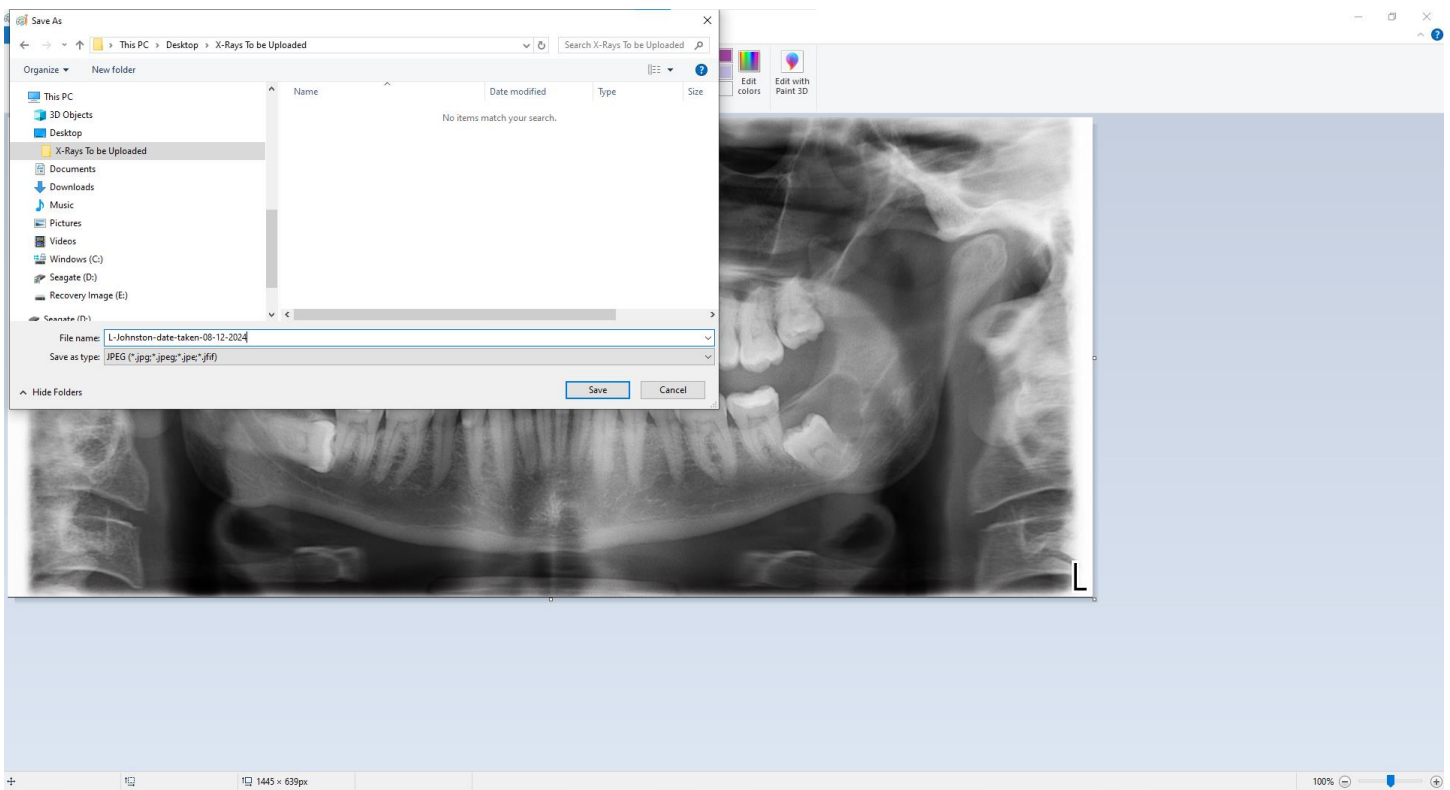 Save As
This PC > Desktop > X-Rays To be Uploaded
Search X-Rays To be Uploaded
Organize
New folder
This PC
3D Objects
Desktop
X-Rays To be Uploaded
Documents
Downloads
Music
Pictures
Videos
Windows (C:)
Seagate (D:)
Recovery Image (E:)
Seagate (D:)
Name
Date modified
Type
Size
No items match your search.
File name: L-Johnston-date-taken-08-12-2024
Save as type: JPEG (*.jpg;*.jpeg;*.jpe;*.jfif)
Hide Folders
Save
Cancel
Edit colors
Edit with Paint 3D
L
1445 × 639px
100%